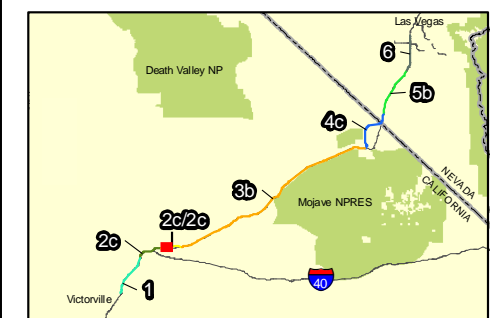 Las Vegas
6
Death Valley NP
5b
4c
NEVADA
CALIFORNIA
3b
Mojave NPRES
2c/2c
2c
40
1
Victorville